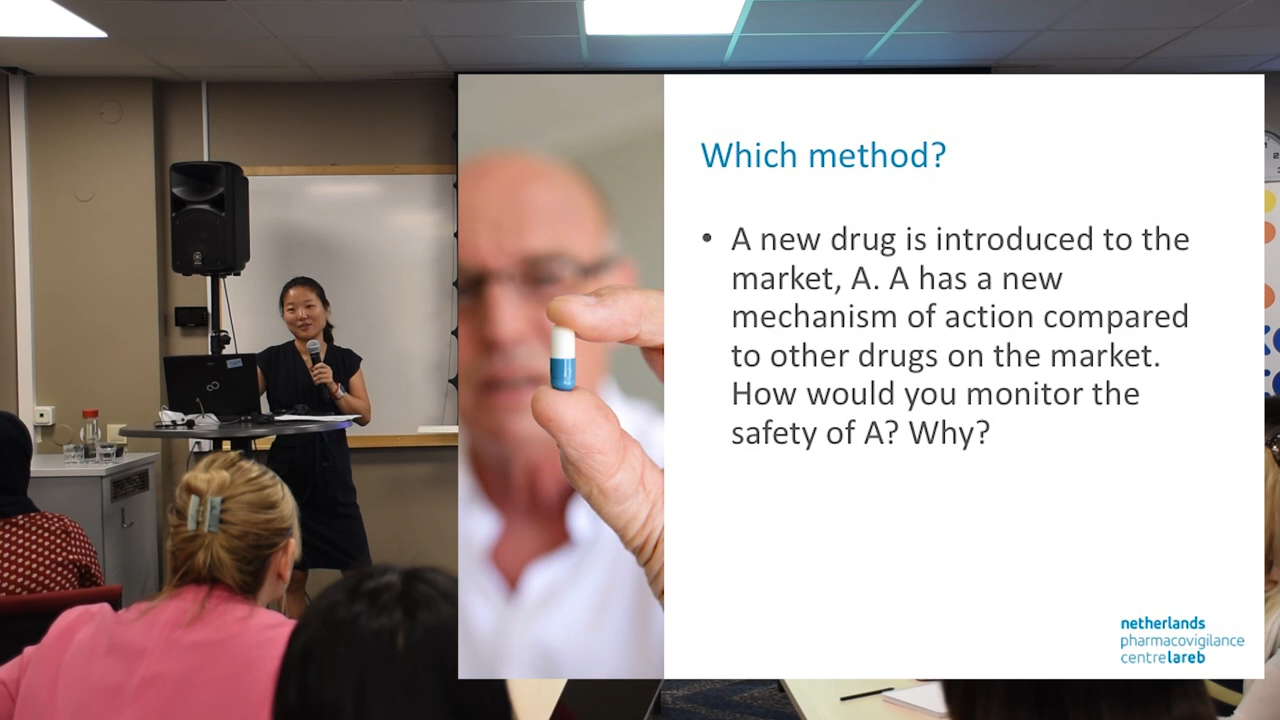 Which method?
• A new drug is introduced to the
market, A. A has a new
mechanism of action compared
to other drugs on the market.
How would you monitor the
safety of A? Why?
netherlands
pharmacovigilance
centrelareb